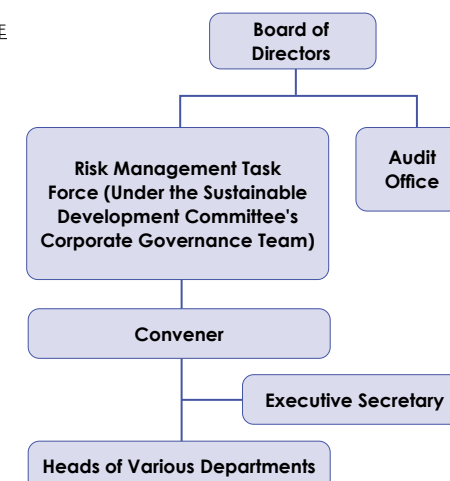 Board of
Directors
Risk Management Task
Force (Under the Sustainable
Development Committee's
Corporate Governance Team)
Audit
Office
Convener
Executive Secretary
Heads of Various Departments